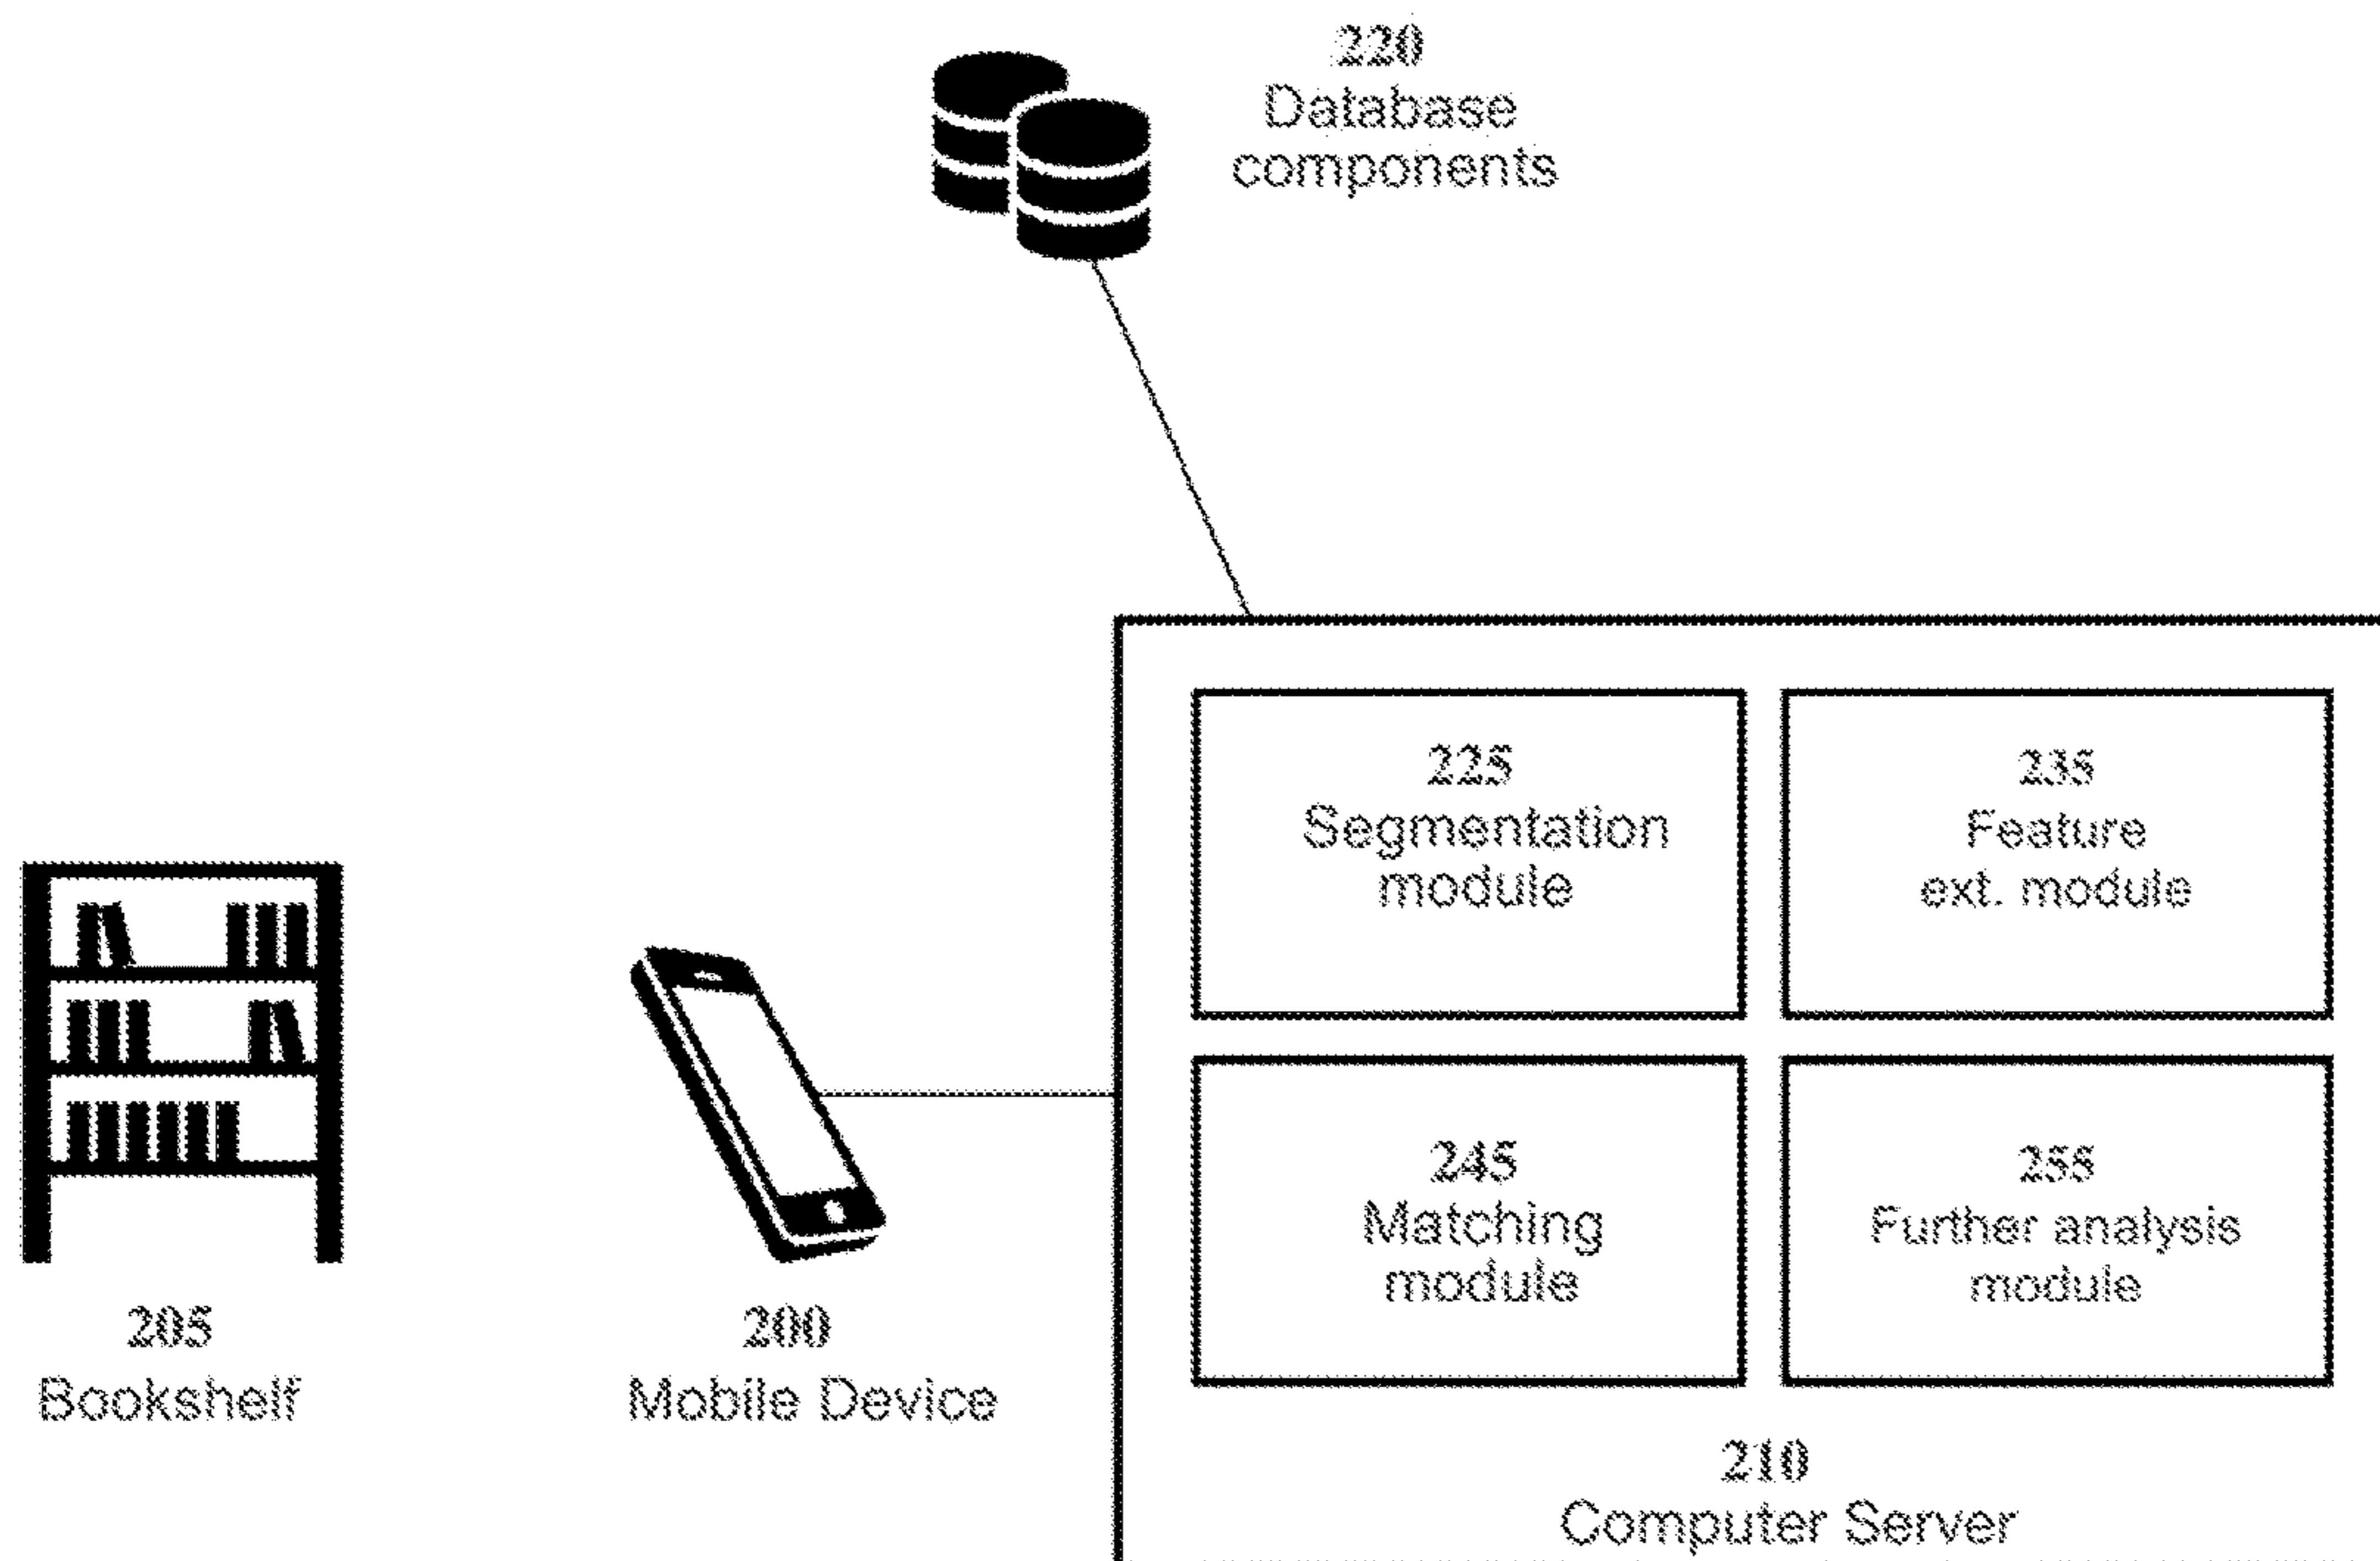 220
Database
components
225
Segmentation
module
235
Feature
ext. module
245
Matching
module
255
Further analysis
module
205
Bookshelf
200
Mobile Device
210
Computer Server